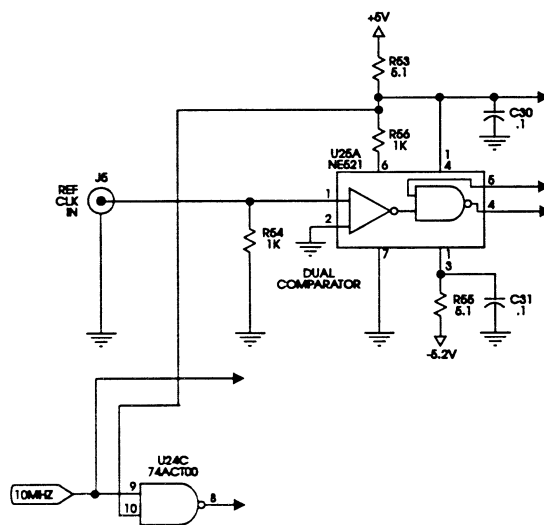 +5V
R53
5.1
C30
.1
R56
1K
U25A
NE521
6
1
4
J5
REF
CLK
IN
1
2
5
4
R54
1K
7
1
3
DUAL
COMPARATOR
R55
5.1
C31
.1
-5.2V
U24C
74ACT00
10MHZ
9
10
8